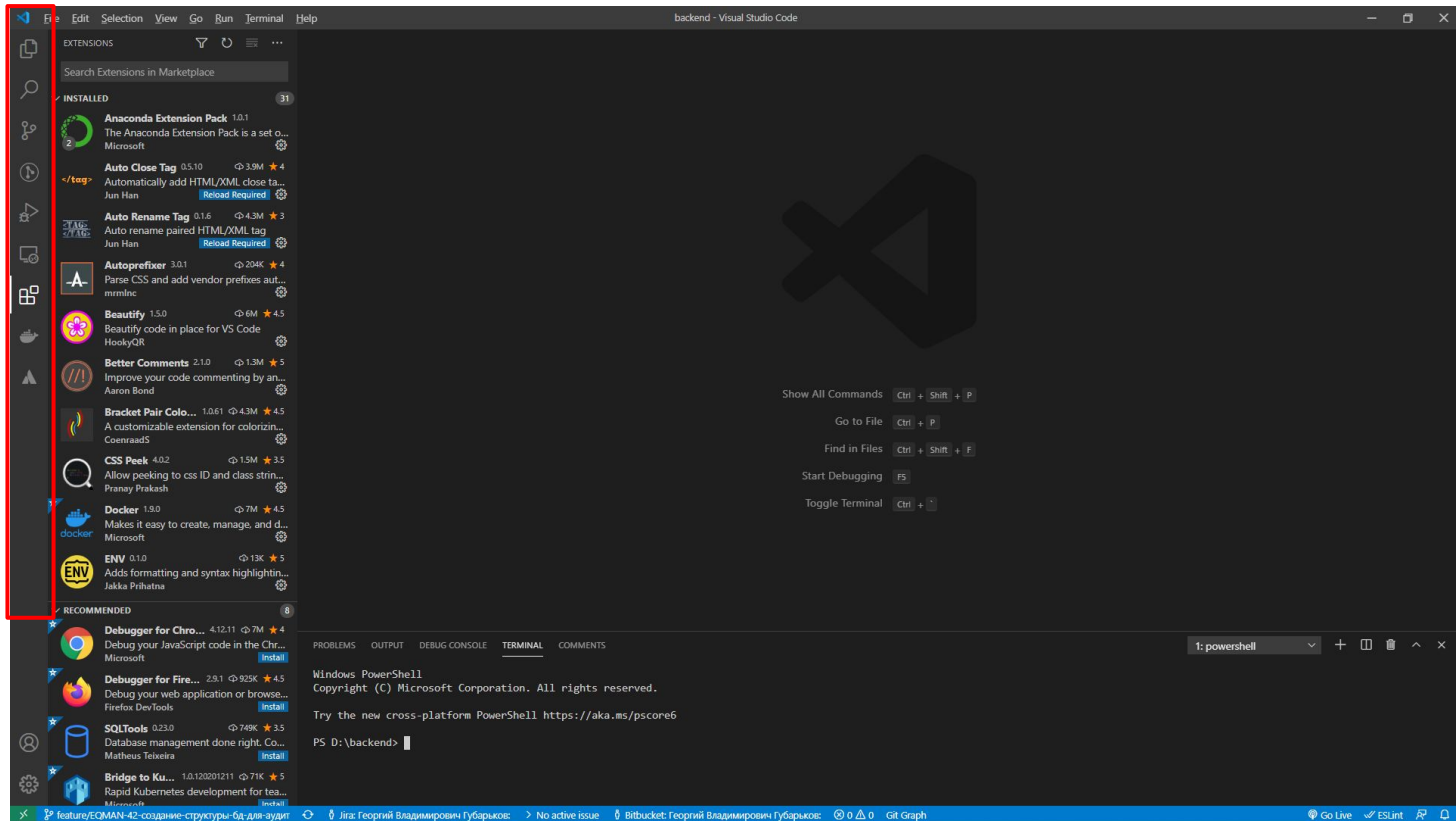 File Edit Selection View Go Run Terminal Help
backend - Visual Studio Code
EXTENSIONS
Search Extensions in Marketplace
INSTALLED 31
Anaconda Extension Pack 1.0.1
The Anaconda Extension Pack is a set o...
2
Microsoft
Auto Close Tag 0.5.10 3.9M ★ 4
</tag>
Automatically add HTML/XML close ta...
Jun Han Reload Required
Auto Rename Tag 0.1.6 4.3M ★ 3
Auto rename paired HTML/XML tag
Jun Han Reload Required
Autoprefixer 3.0.1 204K ★ 4
Parse CSS and add vendor prefixes aut...
mrmlnc
Beautify 1.5.0 6M ★ 4.5
Beautify code in place for VS Code
HookyQR
Better Comments 2.1.0 1.3M ★ 5
//!
Improve your code commenting by an...
Aaron Bond
Bracket Pair Colo... 1.0.61 4.3M ★ 4.5
A customizable extension for colorizin...
CoenraadS
CSS Peek 4.0.2 1.5M ★ 3.5
Allow peeking to css ID and class strin...
Pranay Prakash
Docker 1.9.0 7M ★ 4.5
Makes it easy to create, manage, and d...
docker
Microsoft
ENV 0.1.0 13K ★ 5
ENV
Adds formatting and syntax highlightin...
Jakka Prihatna
RECOMMENDED 8
Debugger for Chro... 4.12.11 7M ★ 4
Debug your JavaScript code in the Chr...
Microsoft Install
Debugger for Fire... 2.9.1 925K ★ 4.5
Debug your web application or browse...
Firefox DevTools Install
SQLTools 0.23.0 749K ★ 3.5
Database management done right. Co...
Matheus Teixeira Install
Bridge to Ku... 1.0.120201211 71K ★ 5
Rapid Kubernetes development for tea...
Microsoft Install
Show All Commands Ctrl + Shift + P
Go to File Ctrl + P
Find in Files Ctrl + Shift + F
Start Debugging F5
Toggle Terminal Ctrl + `
PROBLEMS OUTPUT DEBUG CONSOLE TERMINAL COMMENTS
1: powershell
Windows PowerShell
Copyright (C) Microsoft Corporation. All rights reserved.
Try the new cross-platform PowerShell https://aka.ms/pscore6
PS D:\backend>
feature/EQMAN-42-создание-структуры-бд-для-аудит Jira: Георгий Владимирович Губарьков: > No active issue Bitbucket: Георгий Владимирович Губарьков: 0 0 Git Graph Go Live ESLint